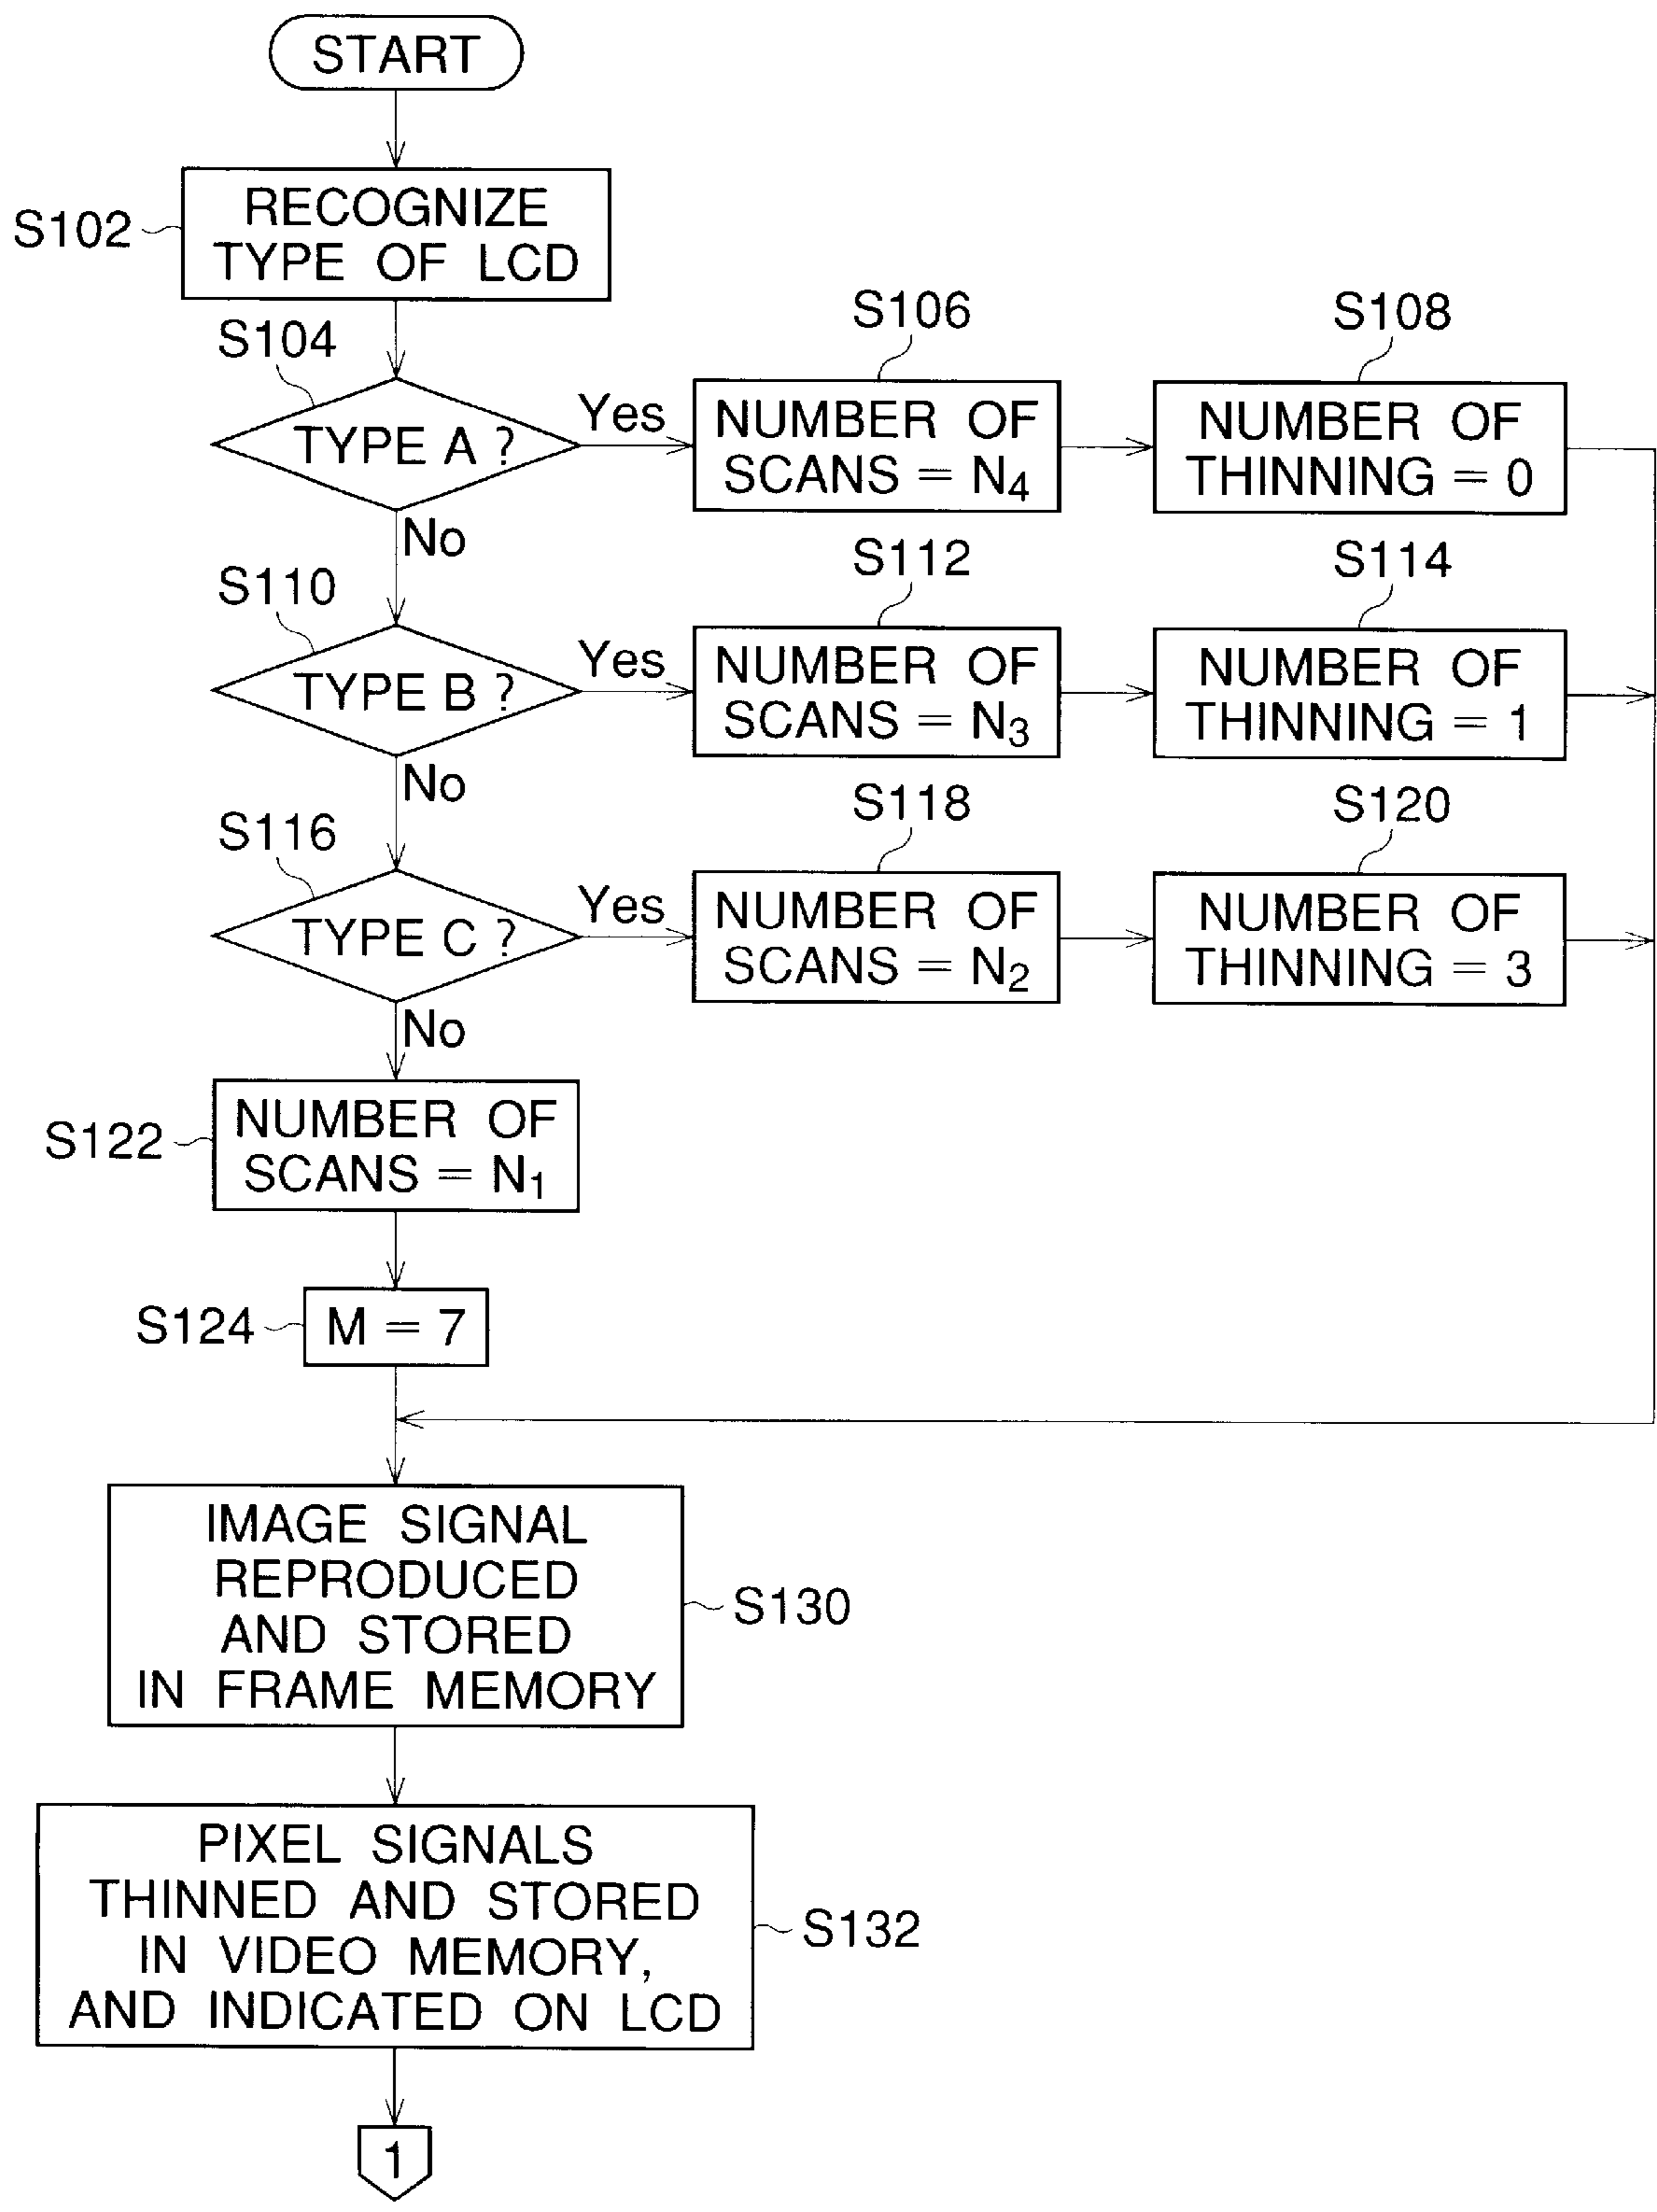 START
S102
RECOGNIZE
TYPE OF LCD
S104
TYPE A ?
Yes
No
S106
NUMBER OF
SCANS = N₄
S108
NUMBER OF
THINNING = 0
S110
TYPE B ?
Yes
No
S112
NUMBER OF
SCANS = N₃
S114
NUMBER OF
THINNING = 1
S116
TYPE C ?
Yes
No
S118
NUMBER OF
SCANS = N₂
S120
NUMBER OF
THINNING = 3
S122
NUMBER OF
SCANS = N₁
S124
M = 7
IMAGE SIGNAL
REPRODUCED
AND STORED
IN FRAME MEMORY
S130
PIXEL SIGNALS
THINNED AND STORED
IN VIDEO MEMORY,
AND INDICATED ON LCD
S132
1